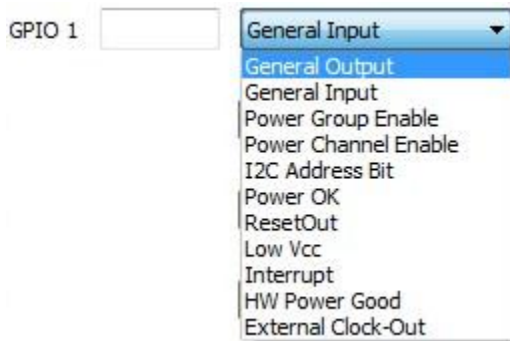 GPIO 1 General Input
General Output
General Input
Power Group Enable
Power Channel Enable
I2C Address Bit
Power OK
ResetOut
Low Vcc
Interrupt
HW Power Good
External Clock-Out